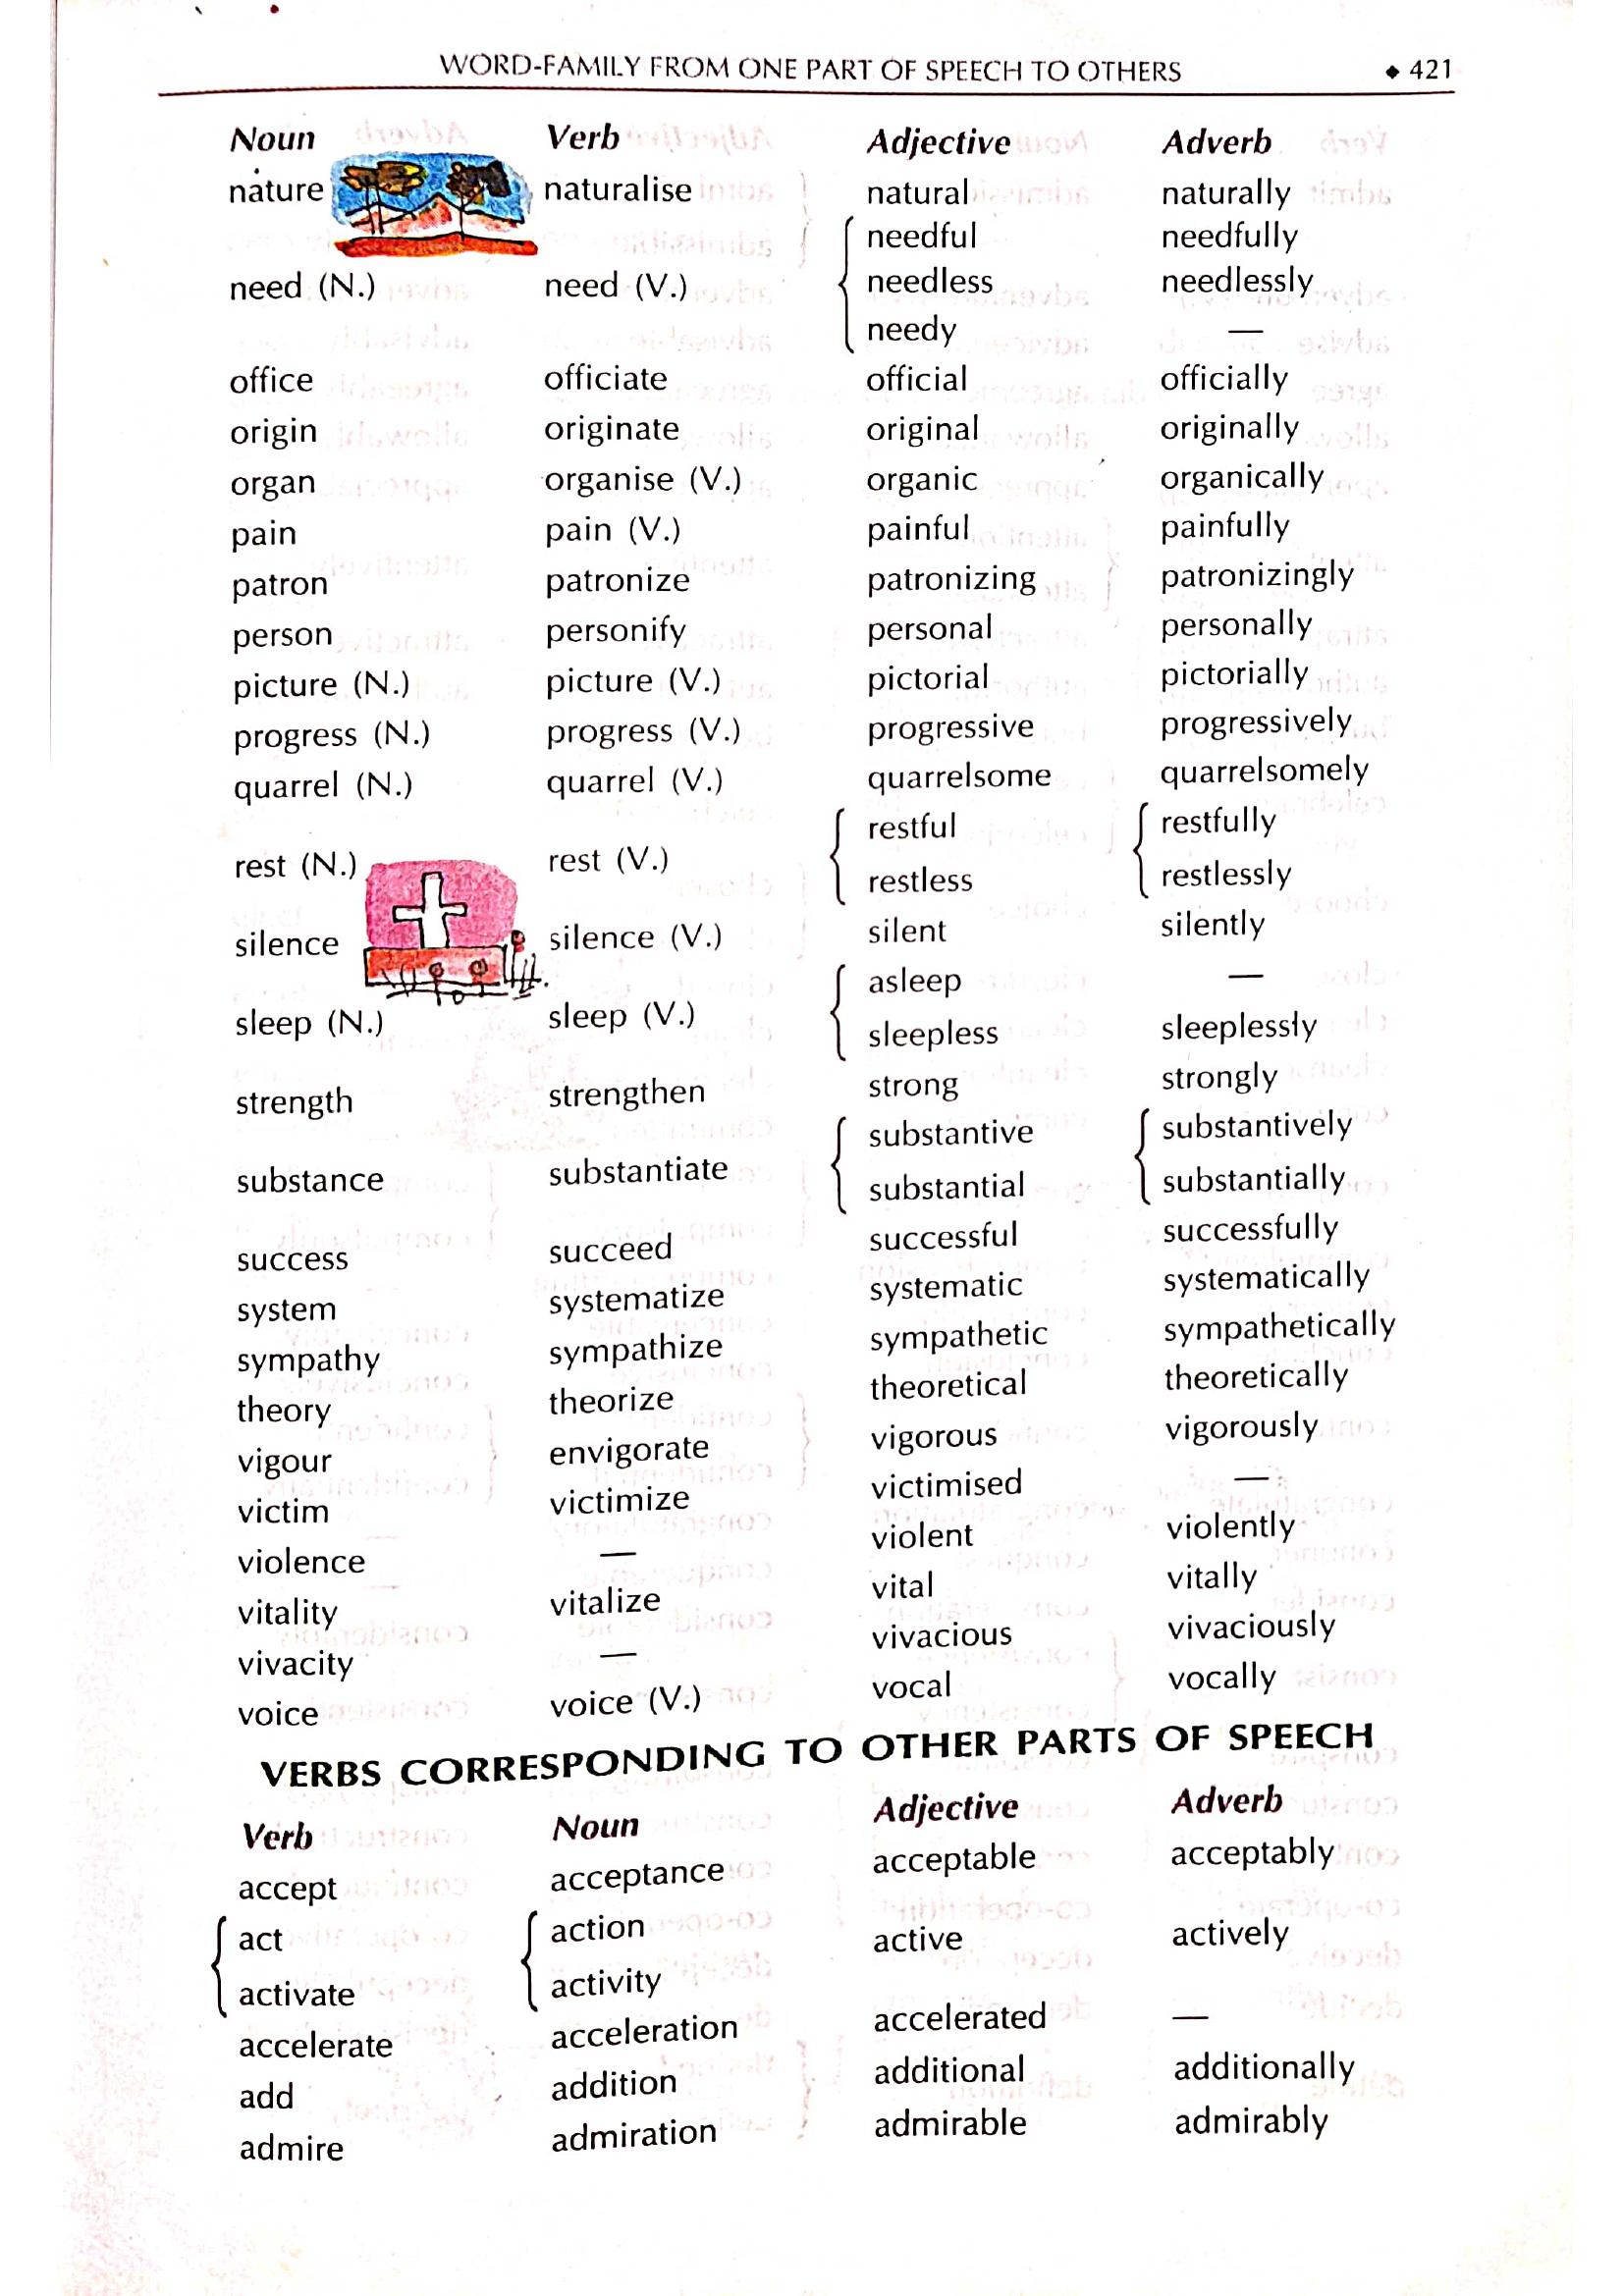 WORD-FAMILY FROM ONE PART OF SPEECH TO OTHERS ◆ 421
Noun Verb Adjective Adverb
nature naturalise natural naturally
needful needfully
need (N.) need (V.) needless needlessly
needy —
office officiate official officially
origin originate original originally
organ organise (V.) organic organically
pain pain (V.) painful painfully
patron patronize patronizing patronizingly
person personify personal personally
picture (N.) picture (V.) pictorial pictorially
progress (N.) progress (V.) progressive progressively
quarrel (N.) quarrel (V.) quarrelsome quarrelsomely
restful restfully
rest (N.) rest (V.)
restless restlessly
silence silence (V.) silent silently
asleep —
sleep (N.) sleep (V.)
sleepless sleeplessly
strength strengthen strong strongly
substantive substantively
substance substantiate
substantial substantially
success succeed successful successfully
system systematize systematic systematically
sympathy sympathize sympathetic sympathetically
theory theorize theoretical theoretically
vigour envigorate vigorous vigorously
victim victimize victimised —
violence — violent violently
vitality vitalize vital vitally
vivacity — vivacious vivaciously
voice voice (V.) vocal vocally
VERBS CORRESPONDING TO OTHER PARTS OF SPEECH
Verb Noun Adjective Adverb
accept acceptance acceptable acceptably
act action active actively
activate activity
accelerate acceleration accelerated —
add addition additional additionally
admire admiration admirable admirably